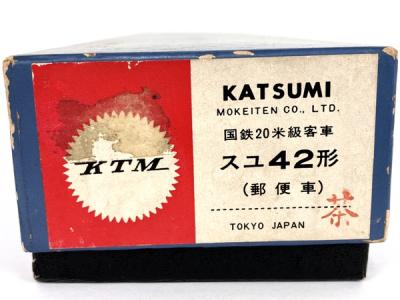 KTM
KATSUMI
MOKEITEN CO., LTD.
国鉄20米級客車
スユ42形
(郵便車)
茶
TOKYO JAPAN